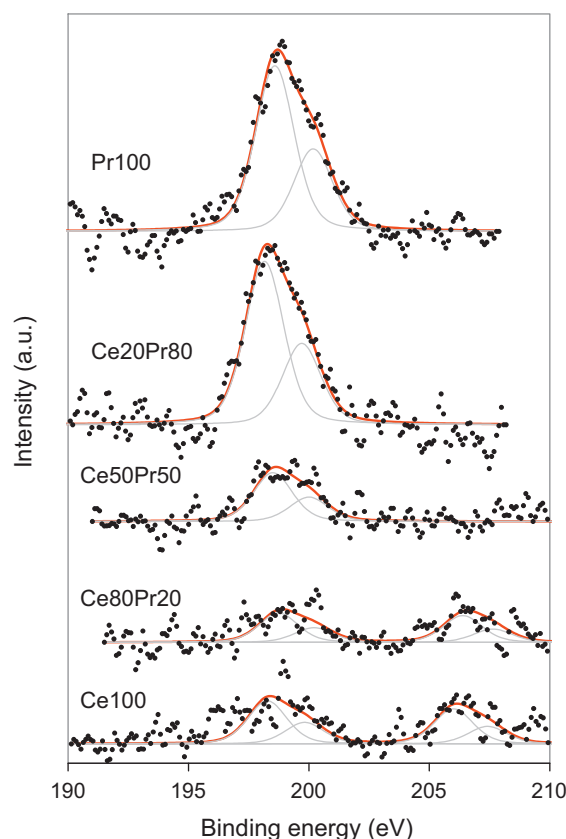 Pr100
Ce20Pr80
Ce50Pr50
Ce80Pr20
Ce100
Intensity (a.u.)
190 195 200 205 210
Binding energy (eV)